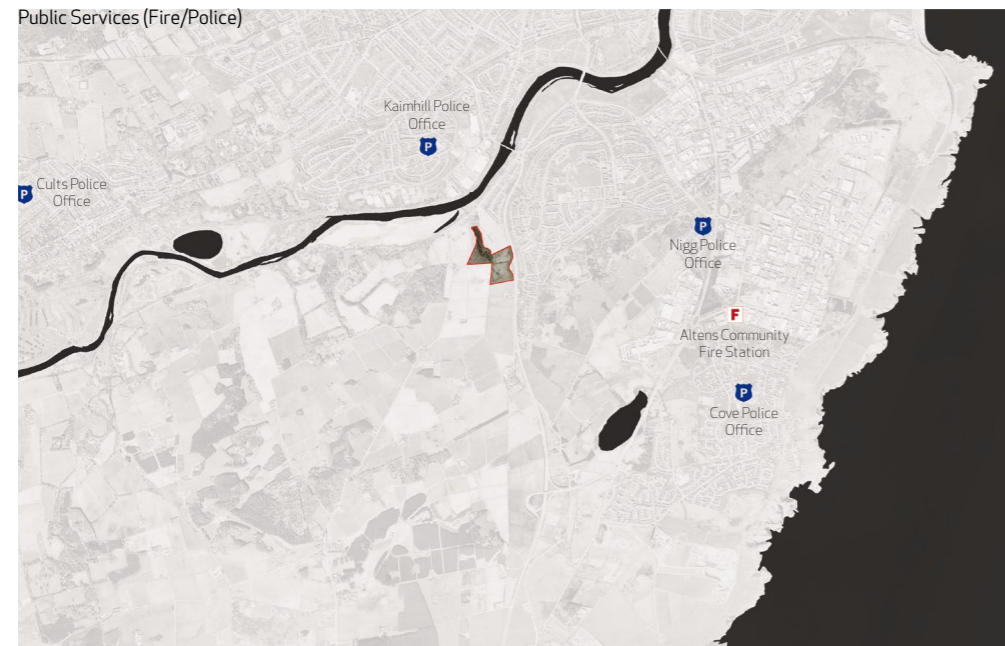 Public Services (Fire/Police)
Kaimhill Police
Office
P
P
Cults Police
Office
P
Nigg Police
Office
F
Altens Community
Fire Station
P
Cove Police
Office